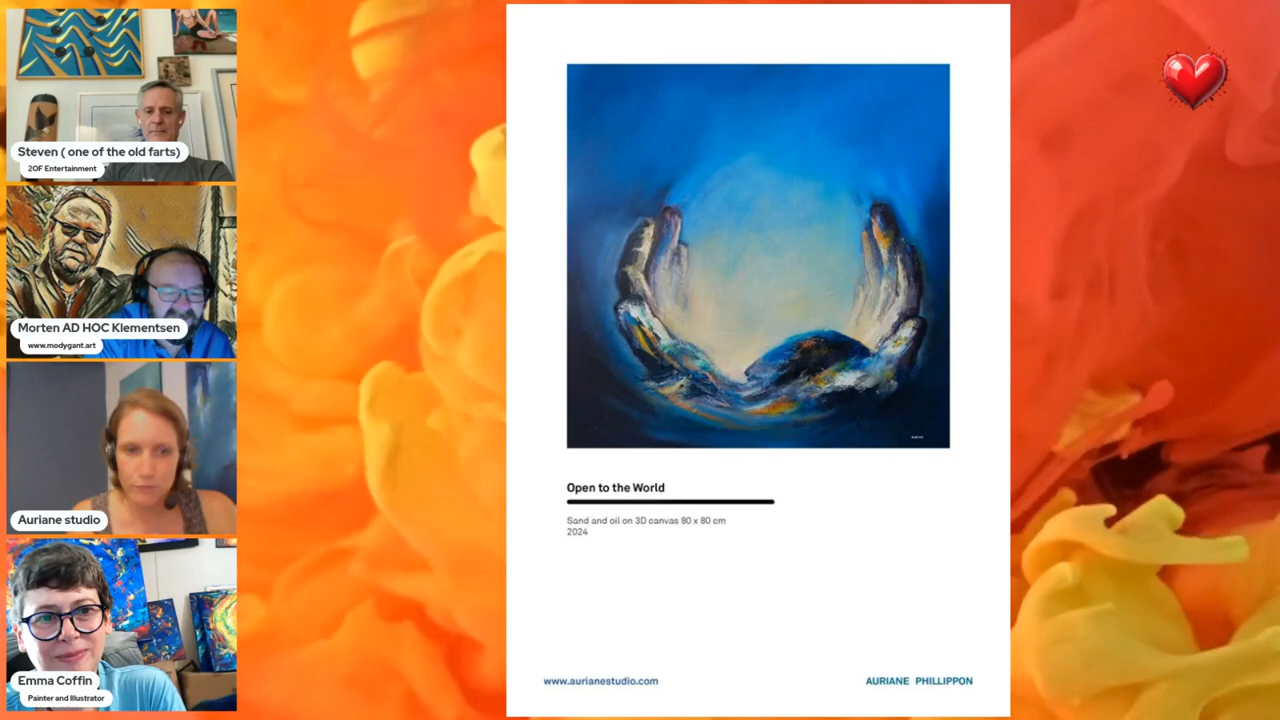 Steven ( one of the old farts)
2OF Entertainment
Morten AD HOC Klementsen
www.modygant.art
Auriane studio
Emma Coffin
Painter and Illustrator
Open to the World
Sand and oil on 3D canvas 80 x 80 cm
2024
www.aurianestudio.com
AURIANE PHILLIPPON